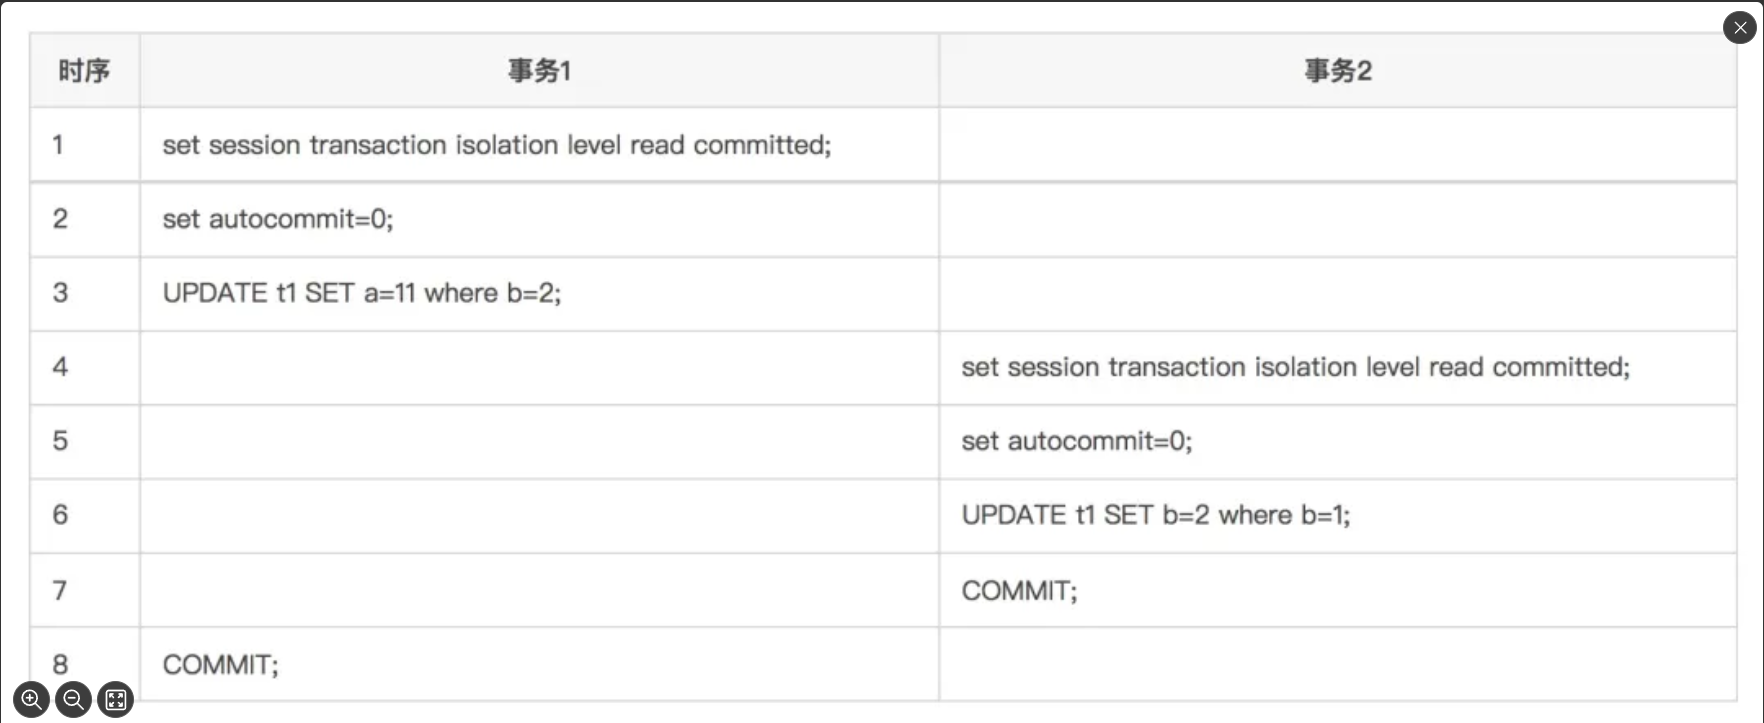 时序 事务1 事务2
1 set session transaction isolation level read committed;
2 set autocommit=0;
3 UPDATE t1 SET a=11 where b=2;
4 set session transaction isolation level read committed;
5 set autocommit=0;
6 UPDATE t1 SET b=2 where b=1;
7 COMMIT;
8 COMMIT;